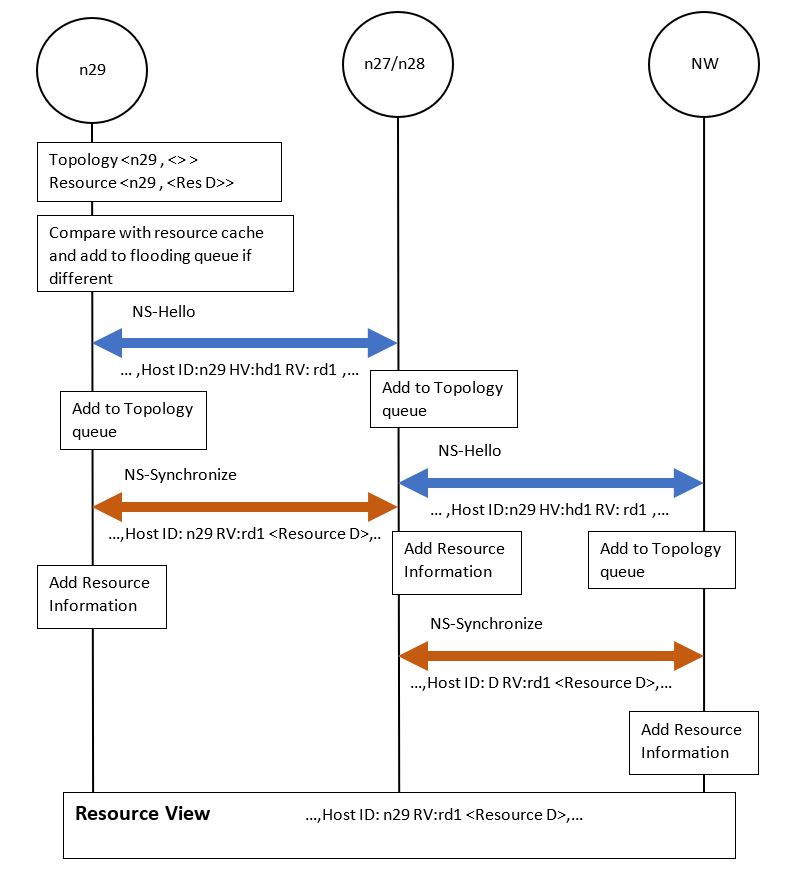 n29
n27/n28
NW
Topology <n29 , <> >
Resource <n29 , <Res D>>
Compare with resource cache
and add to flooding queue if
different
NS-Hello
... ,Host ID:n29 HV:hd1 RV: rd1 ,...
Add to Topology
queue
Add to Topology
queue
NS-Hello
... ,Host ID:n29 HV:hd1 RV: rd1 ,...
NS-Synchronize
...,Host ID: n29 RV:rd1 <Resource D>,..
Add Resource
Information
Add to Topology
queue
Add Resource
Information
NS-Synchronize
...,Host ID: D RV:rd1 <Resource D>,...
Add Resource
Information
Resource View
...,Host ID: n29 RV:rd1 <Resource D>,...